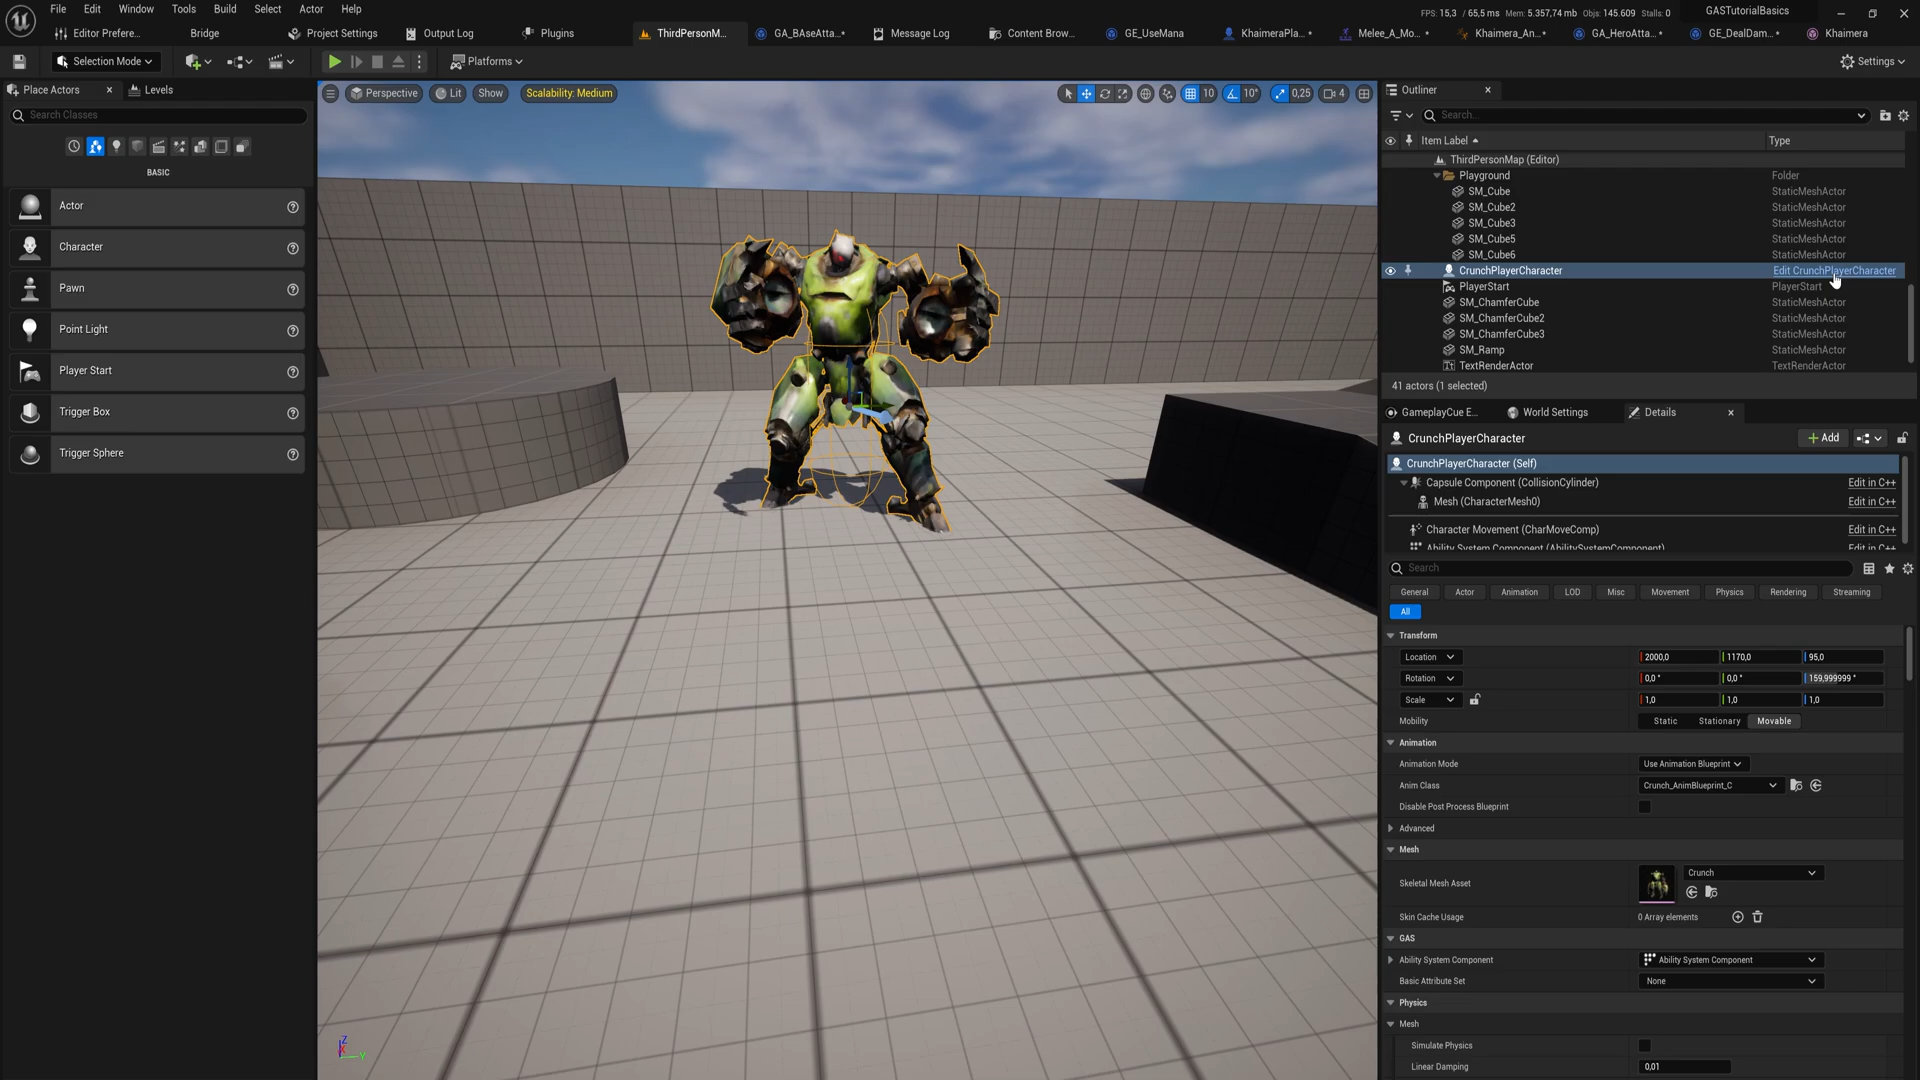 File Edit Window Tools Build Select Actor Help
FPS: 15,3 / 65,5 ms Mem: 5.357,74 mb Objs: 145.609 Stalls: 0
GASTutorialBasics
Editor Prefere...
Bridge
Project Settings
Output Log
Plugins
ThirdPersonM...
GA_BAseAtta...*
Message Log
Content Brow...
GE_UseMana
KhaimeraPla... *
Melee_A_Mo... *
Khaimera_An... *
GA_HeroAtta... *
GE_DealDam... *
Khaimera
Selection Mode
Platforms
Settings
Place Actors
Levels
Search Classes
BASIC
Actor
Character
Pawn
Point Light
Player Start
Trigger Box
Trigger Sphere
Perspective
Lit
Show
Scalability: Medium
10
10°
0,25
4
Outliner
Search...
Item Label Type
ThirdPersonMap (Editor)
Playground Folder
SM_Cube StaticMeshActor
SM_Cube2 StaticMeshActor
SM_Cube3 StaticMeshActor
SM_Cube5 StaticMeshActor
SM_Cube6 StaticMeshActor
CrunchPlayerCharacter Edit CrunchPlayerCharacter
PlayerStart PlayerStart
SM_ChamferCube StaticMeshActor
SM_ChamferCube2 StaticMeshActor
SM_ChamferCube3 StaticMeshActor
SM_Ramp StaticMeshActor
TextRenderActor TextRenderActor
41 actors (1 selected)
GameplayCue E...
World Settings
Details
CrunchPlayerCharacter
Add
CrunchPlayerCharacter (Self)
Capsule Component (CollisionCylinder) Edit in C++
Mesh (CharacterMesh0) Edit in C++
Character Movement (CharMoveComp) Edit in C++
Ability System Component (AbilitySystemComponent) Edit in C++
Search
General Actor Animation LOD Misc Movement Physics Rendering Streaming
All
Transform
Location 2000,0 1170,0 95,0
Rotation 0,0 ° 0,0 ° 159,999999 °
Scale 1,0 1,0 1,0
Mobility Static Stationary Movable
Animation
Animation Mode Use Animation Blueprint
Anim Class Crunch_AnimBlueprint_C
Disable Post Process Blueprint
Advanced
Mesh
Skeletal Mesh Asset Crunch
Skin Cache Usage 0 Array elements
GAS
Ability System Component Ability System Component
Basic Attribute Set None
Physics
Mesh
Simulate Physics
Linear Damping 0,01
Z
X
Y